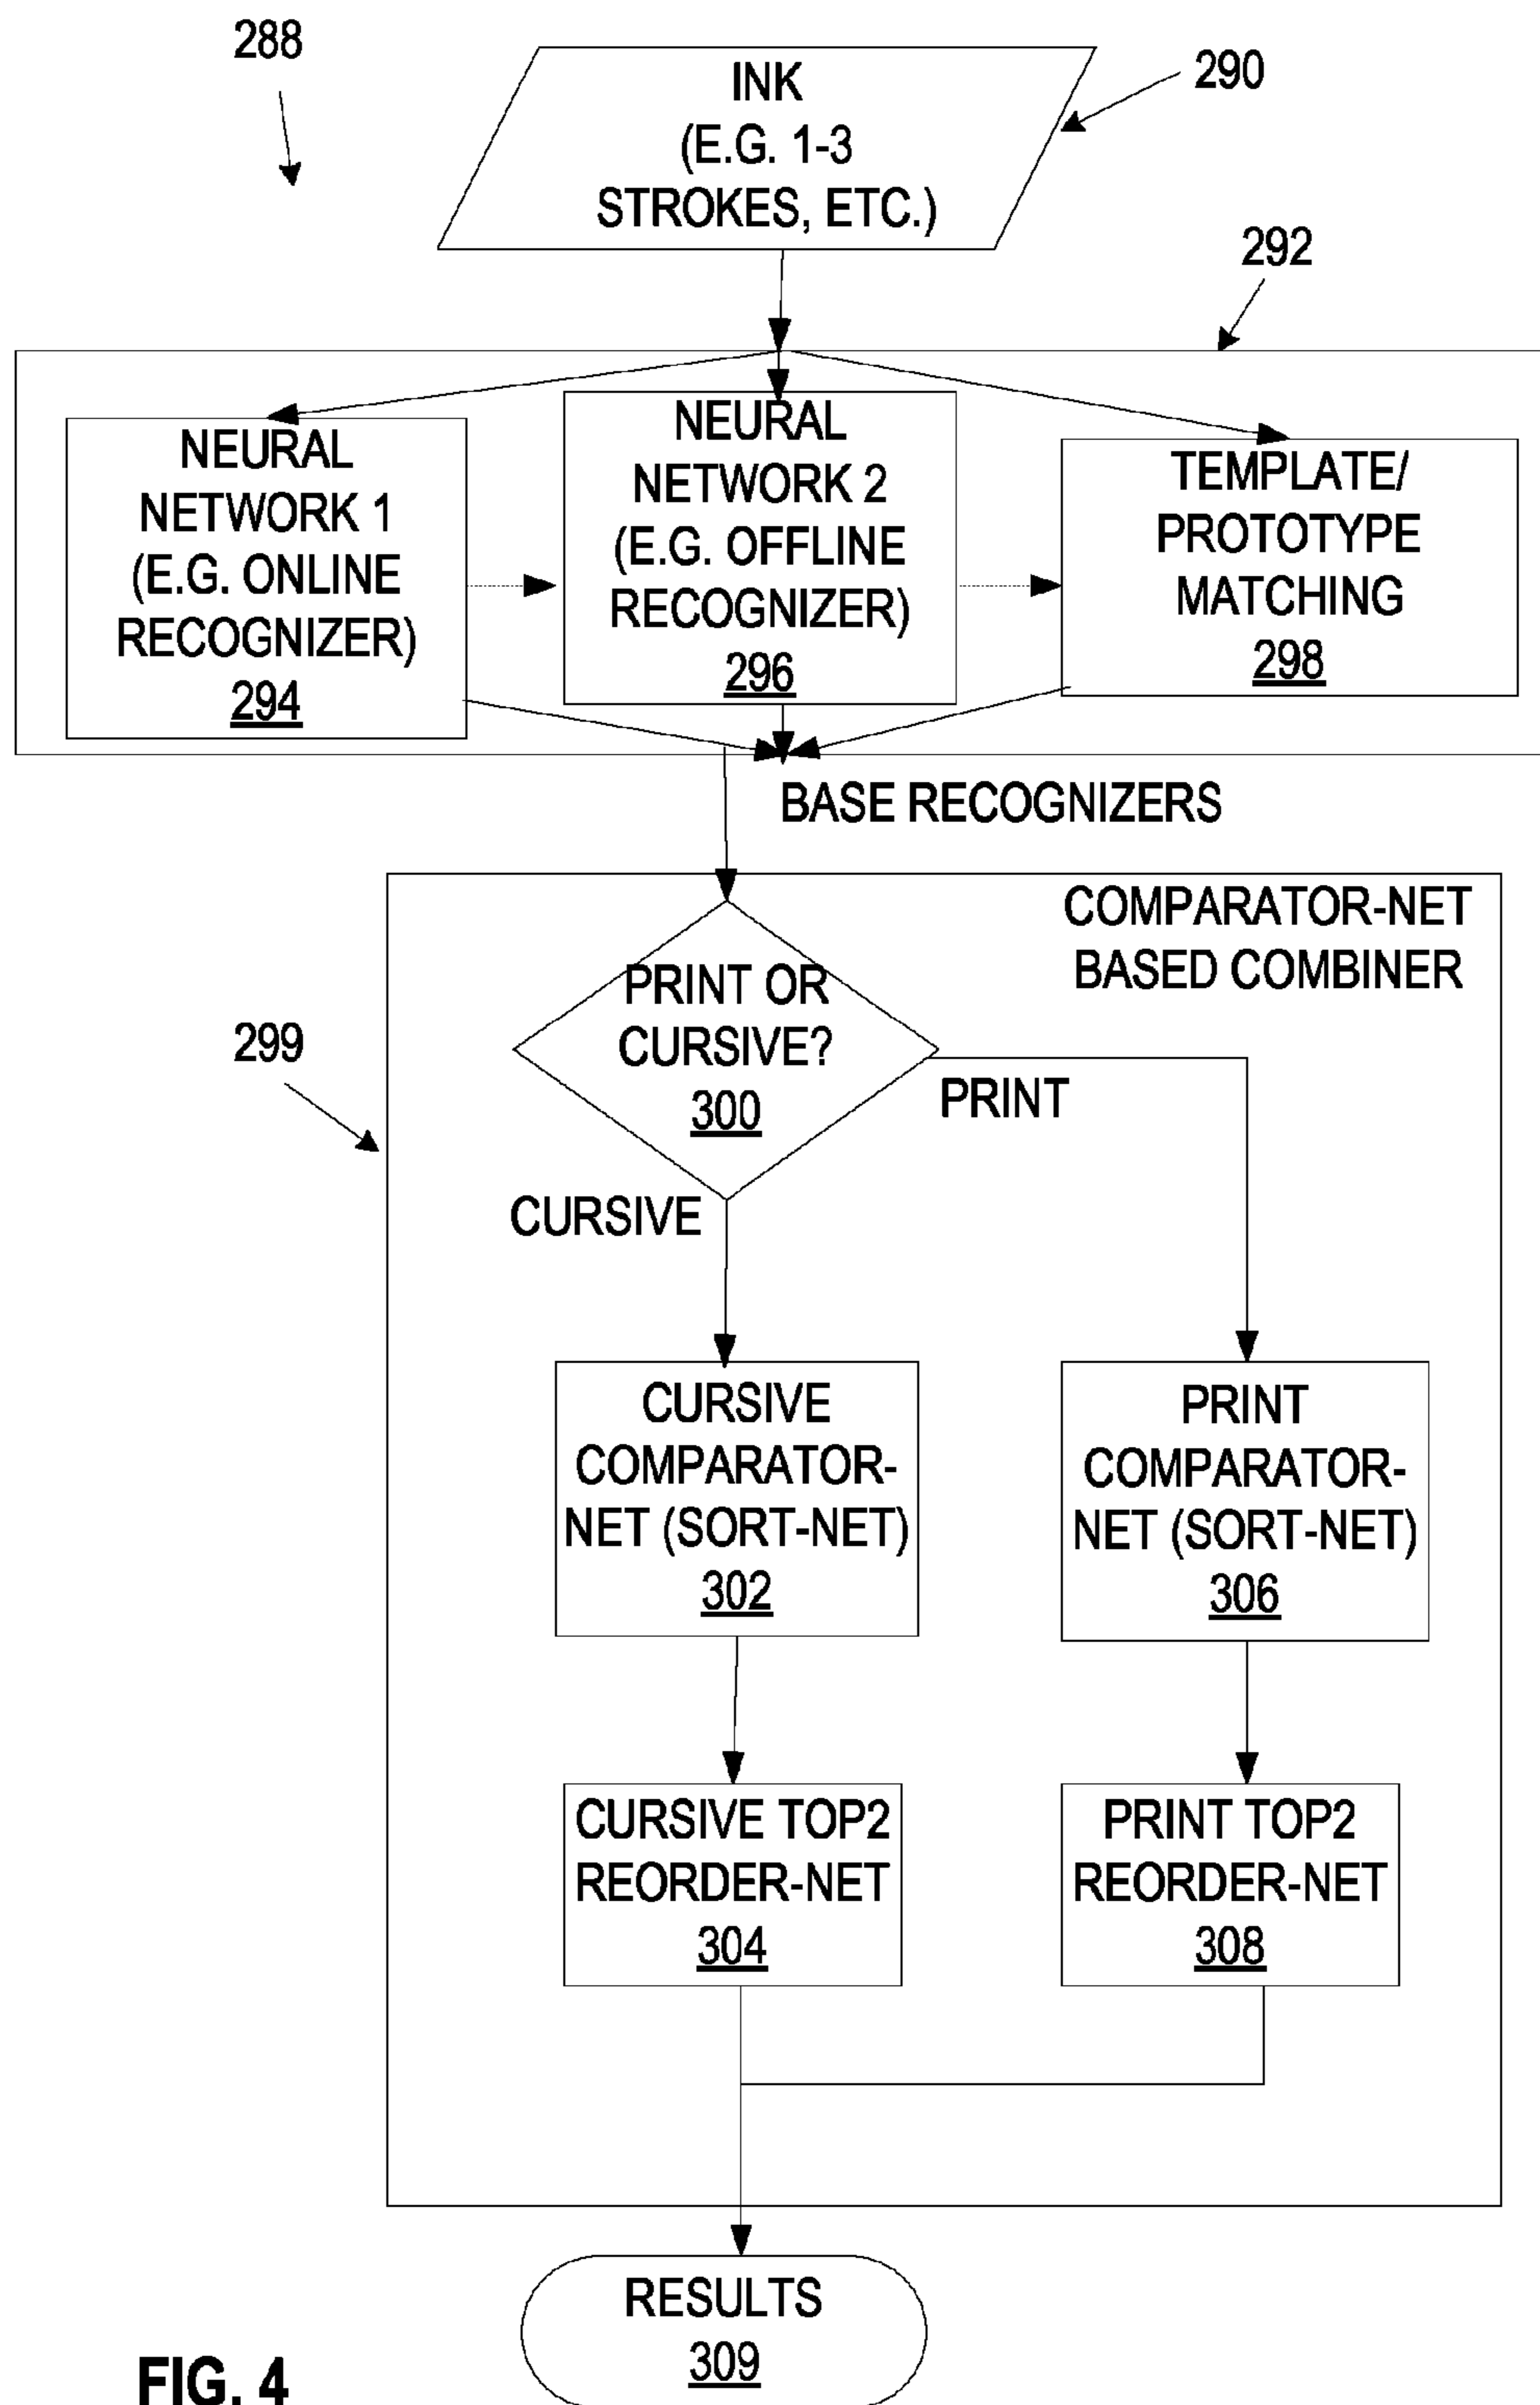 288
INK
(E.G. 1-3
STROKES, ETC.)
290
292
NEURAL
NETWORK 1
(E.G. ONLINE
RECOGNIZER)
294
NEURAL
NETWORK 2
(E.G. OFFLINE
RECOGNIZER)
296
TEMPLATE/
PROTOTYPE
MATCHING
298
BASE RECOGNIZERS
COMPARATOR-NET
BASED COMBINER
299
PRINT OR
CURSIVE?
300
PRINT
CURSIVE
CURSIVE
COMPARATOR-
NET (SORT-NET)
302
PRINT
COMPARATOR-
NET (SORT-NET)
306
CURSIVE TOP2
REORDER-NET
304
PRINT TOP2
REORDER-NET
308
RESULTS
309
FIG. 4